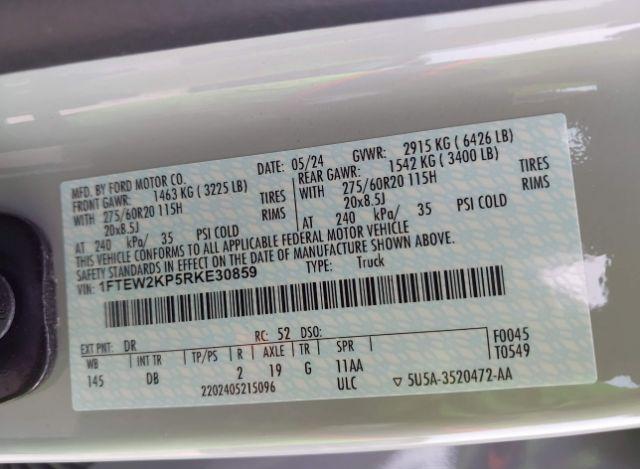 MFD. BY FORD MOTOR CO.
DATE: 05/24 GVWR: 2915 KG ( 6426 LB)
FRONT GAWR: 1463 KG ( 3225 LB) REAR GAWR: 1542 KG ( 3400 LB)
WITH 275/60R20 115H TIRES WITH 275/60R20 115H TIRES
20x8.5J RIMS 20x8.5J RIMS
AT 240 kPa/ 35 PSI COLD AT 240 kPa/ 35 PSI COLD
THIS VEHICLE CONFORMS TO ALL APPLICABLE FEDERAL MOTOR VEHICLE
SAFETY STANDARDS IN EFFECT ON THE DATE OF MANUFACTURE SHOWN ABOVE.
VIN: 1FTEW2KP5RKE30859 TYPE: Truck
EXT PNT: DR RC: 52 DSO: F0045
WB INT TR TP/PS R AXLE TR SPR T0549
145 DB 2 19 G 11AA
2202405215096 ULC ▽ 5U5A-3520472-AA